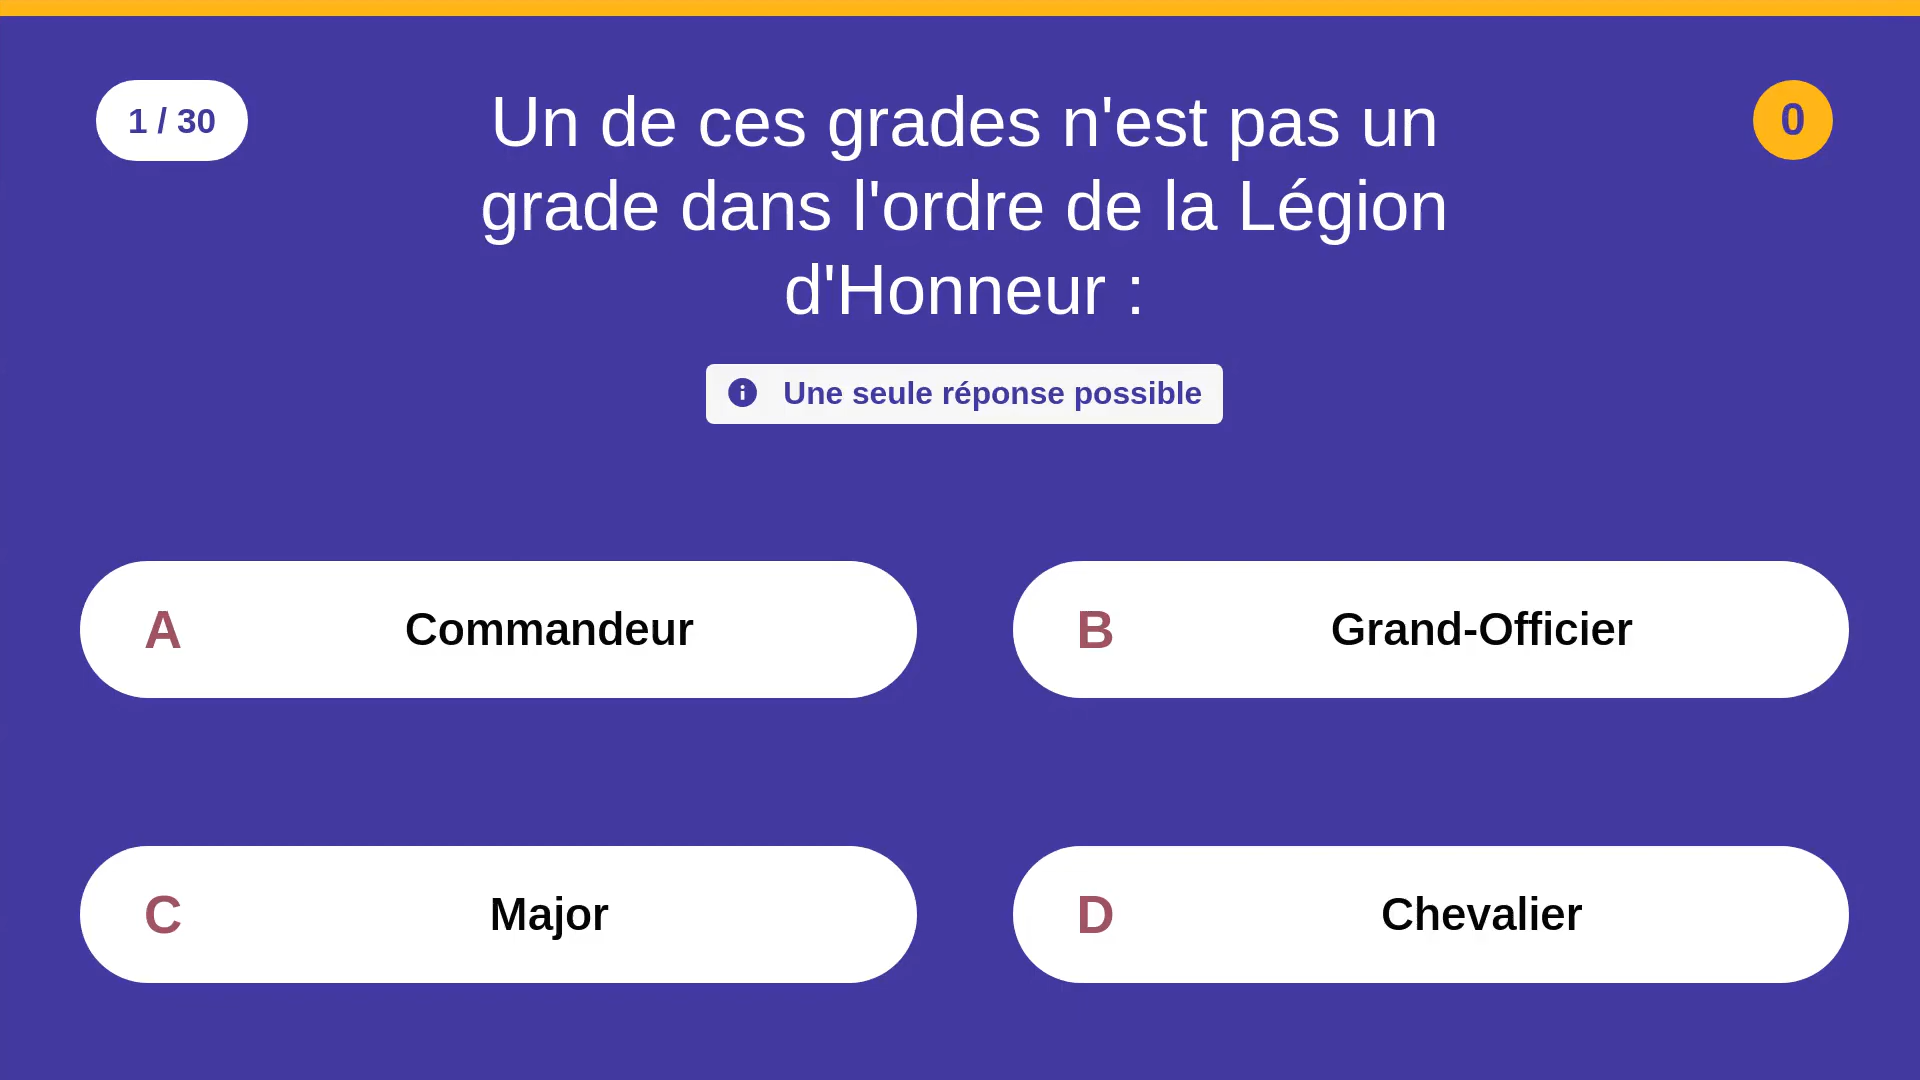 1 / 30
Un de ces grades n'est pas un
grade dans l'ordre de la Légion
d'Honneur :
0
Une seule réponse possible
A Commandeur
B Grand-Officier
C Major
D Chevalier